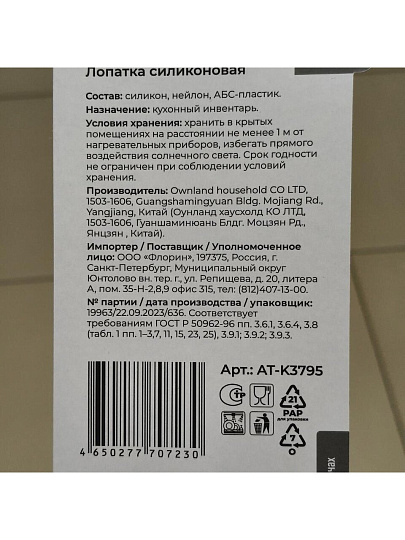 Лопатка силиконовая
Состав: силикон, нейлон, АБС-пластик.
Назначение: кухонный инвентарь.
Условия хранения: хранить в крытых
помещениях на расстоянии не менее 1 м от
нагревательных приборов, избегать прямого
воздействия солнечного света. Срок годности
не ограничен при соблюдении условий
хранения.
Производитель: Ownland household CO LTD,
1503-1606, Guangshamingyuan Bldg. Mojiang Rd.,
Yangjiang, Китай (Оунланд хаусхолд КО ЛТД,
1503-1606, Гуаншаминюань Блдг. Моцзян Рд.,
Янцзян , Китай).
Импортер / Поставщик / Уполномоченное
лицо: ООО «Флорин», 197375, Россия, г.
Санкт-Петербург, Муниципальный округ
Юнтолово вн. тер. г., ул. Репищева, д. 20, литера
А, пом. 35-Н-2,8,9 офис 315, тел: (812)407-13-00.
№ партии / дата производства / упаковщик:
19963/22.09.2023/636. Соответствует
требованиям ГОСТ Р 50962-96 пп. 3.6.1, 3.6.4, 3.8
(табл. 1 пп. 1–3,7, 11, 15, 23, 25), 3.9.1; 3.9.2; 3.9.3.
Арт.: AT-K3795
21
PAP
для упаковки
7
O
4 650277 707230